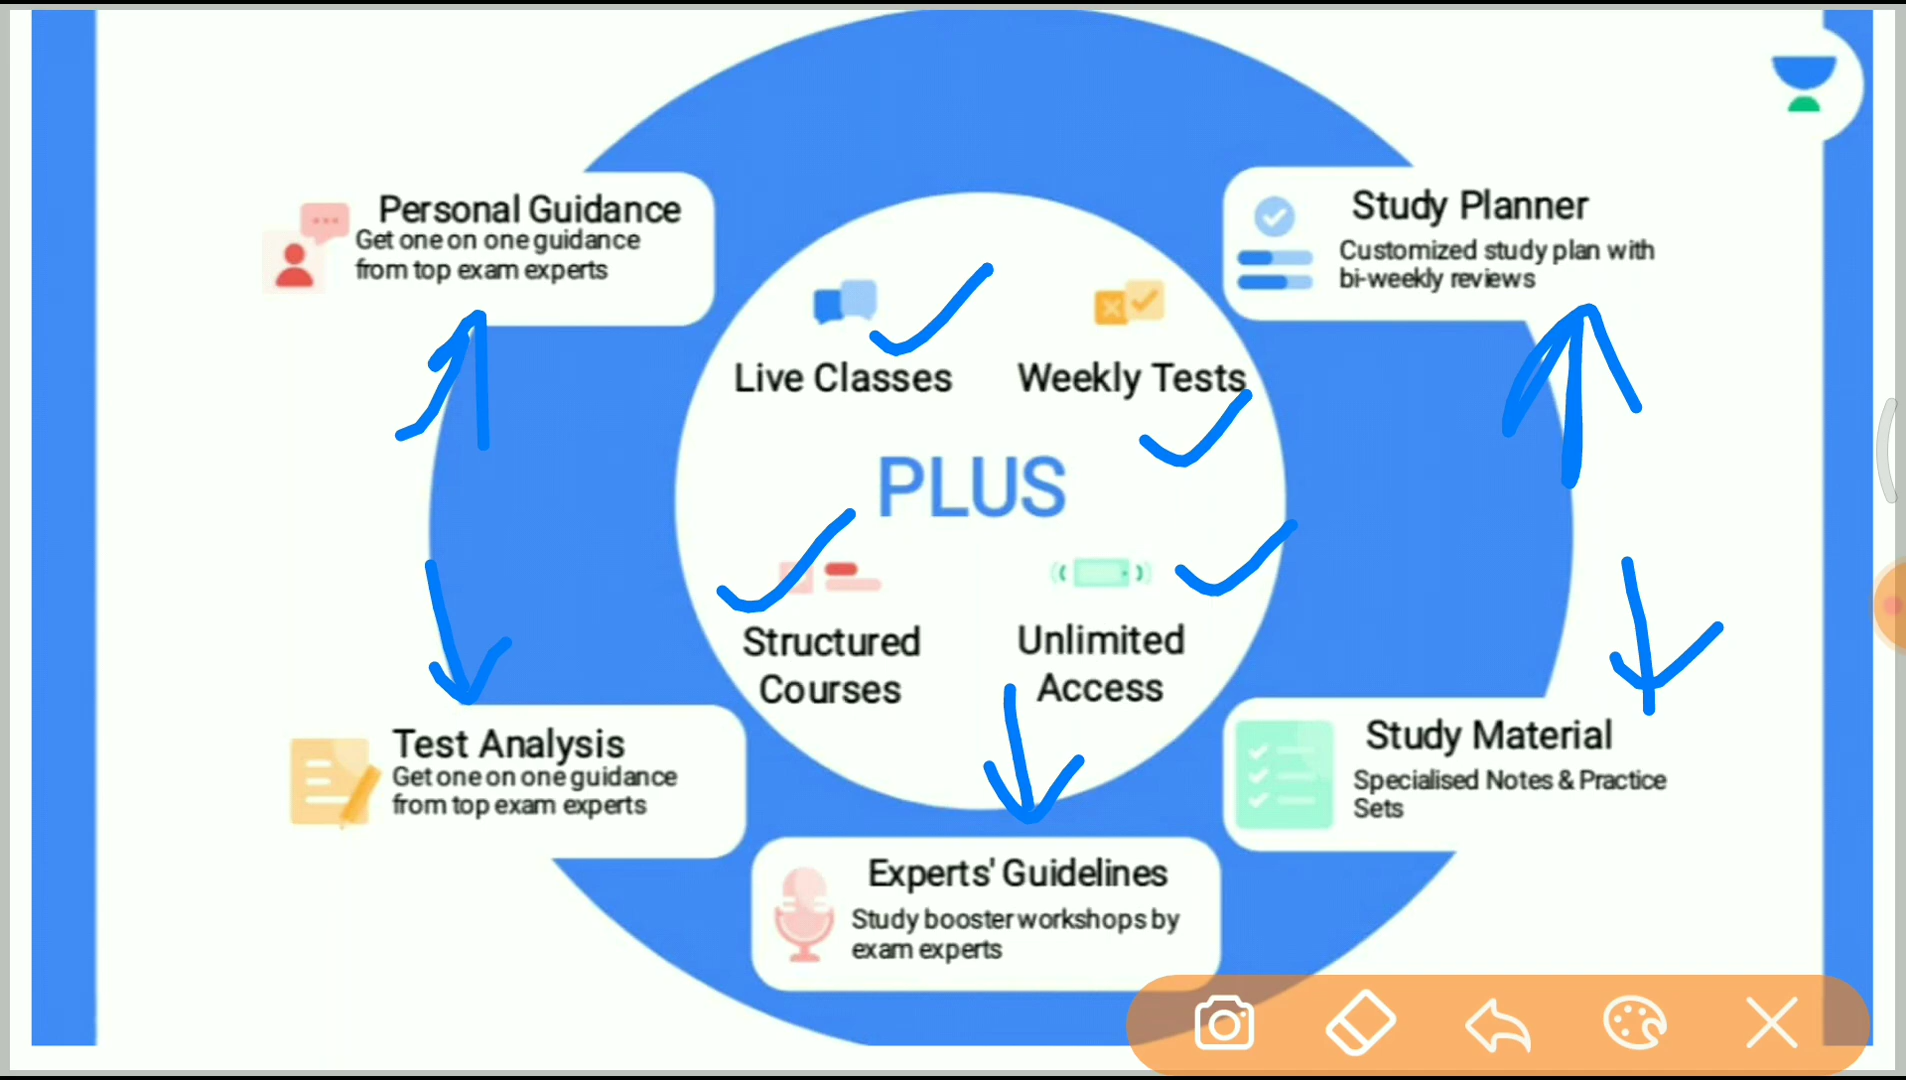 Personal Guidance
Get one on one guidance
from top exam experts
Study Planner
Customized study plan with
bi-weekly reviews
Live Classes
Weekly Tests
PLUS
Structured
Courses
Unlimited
Access
Test Analysis
Get one on one guidance
from top exam experts
Study Material
Specialised Notes & Practice
Sets
Experts' Guidelines
Study booster workshops by
exam experts